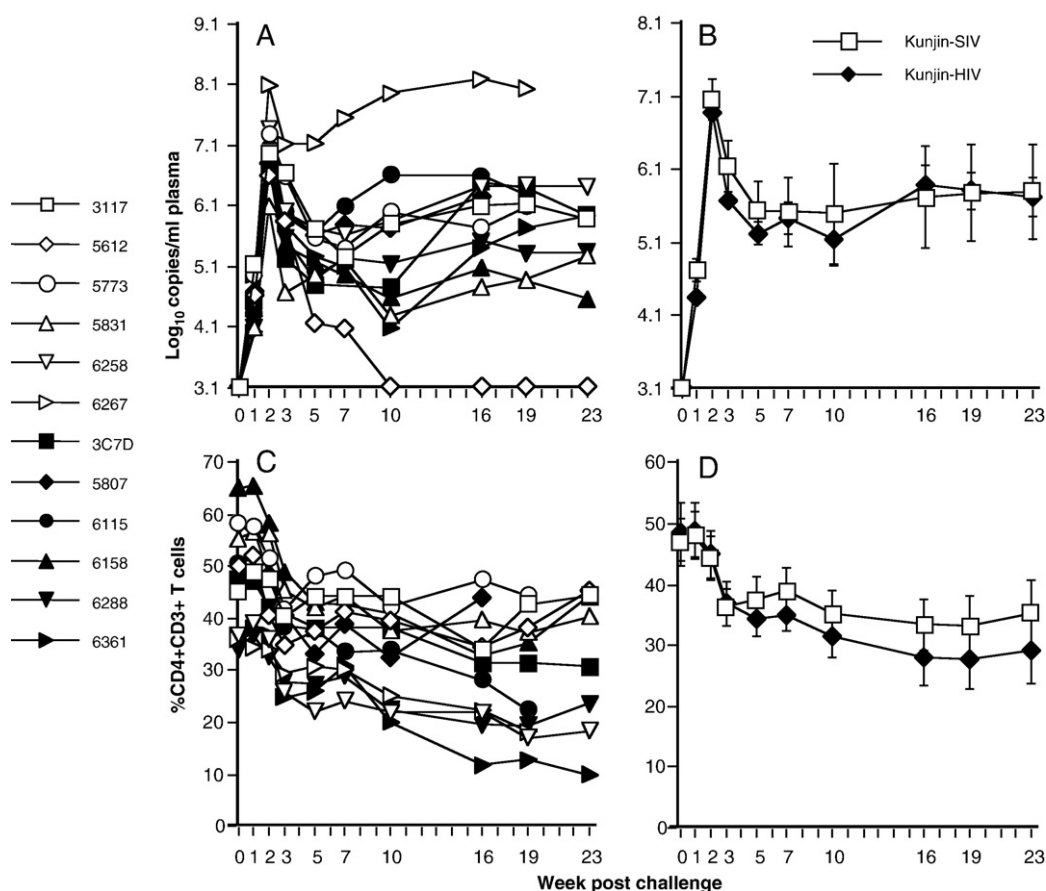 A
B
Log10 copies/ml plasma
9.1
8.1
7.1
6.1
5.1
4.1
3.1
0 1 2 3 5 7 10 16 19 23
8.1
7.1
6.1
5.1
4.1
3.1
0 1 2 3 5 7 10 16 19 23
Kunjin-SIV
Kunjin-HIV
3117
5612
5773
5831
6258
6267
3C7D
5807
6115
6158
6288
6361
C
D
%CD4+CD3+ T cells
70
60
50
40
30
20
10
0
0 1 2 3 5 7 10 16 19 23
60
50
40
30
20
10
0
0 1 2 3 5 7 10 16 19 23
Week post challenge